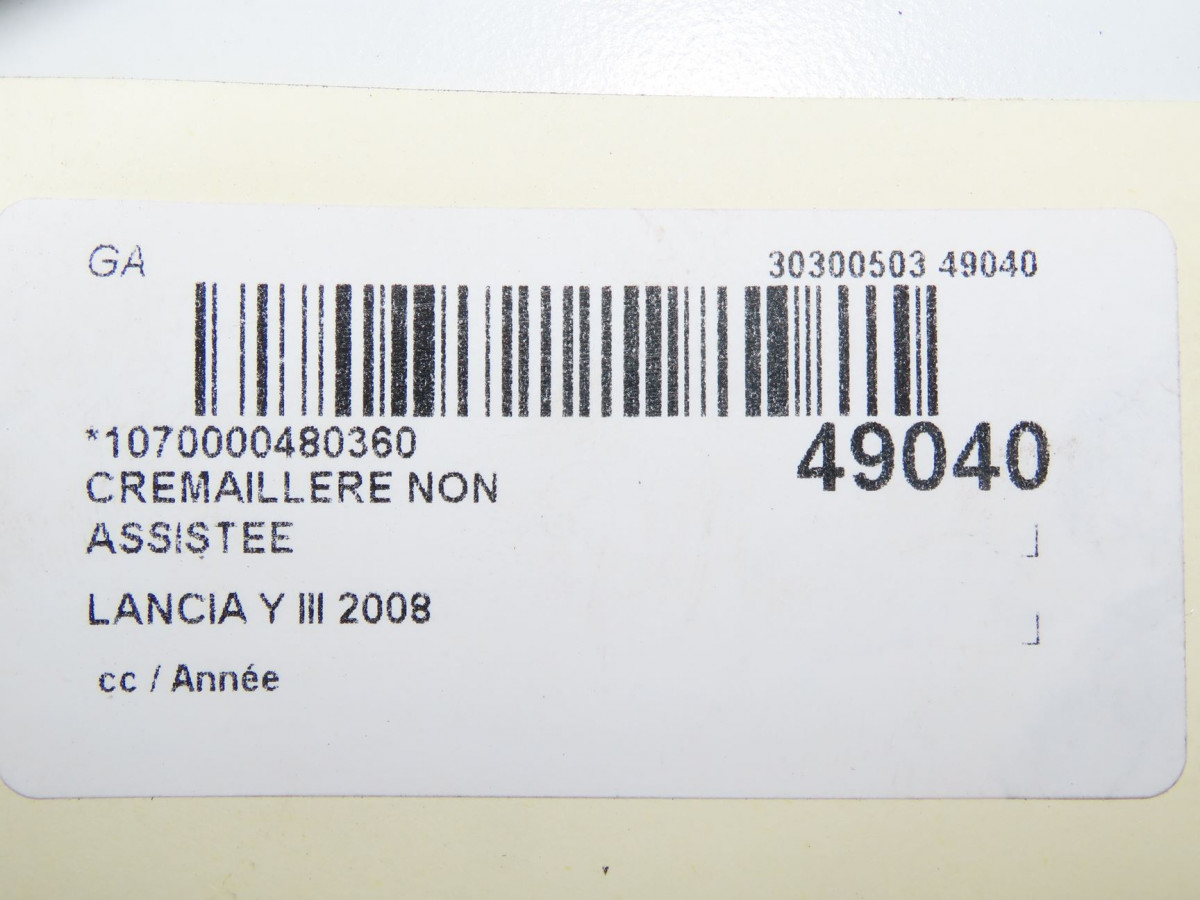 GA
30300503 49040
*1070000480360
49040
CREMAILLERE NON
ASSISTEE
LANCIA Y III 2008
cc / Année